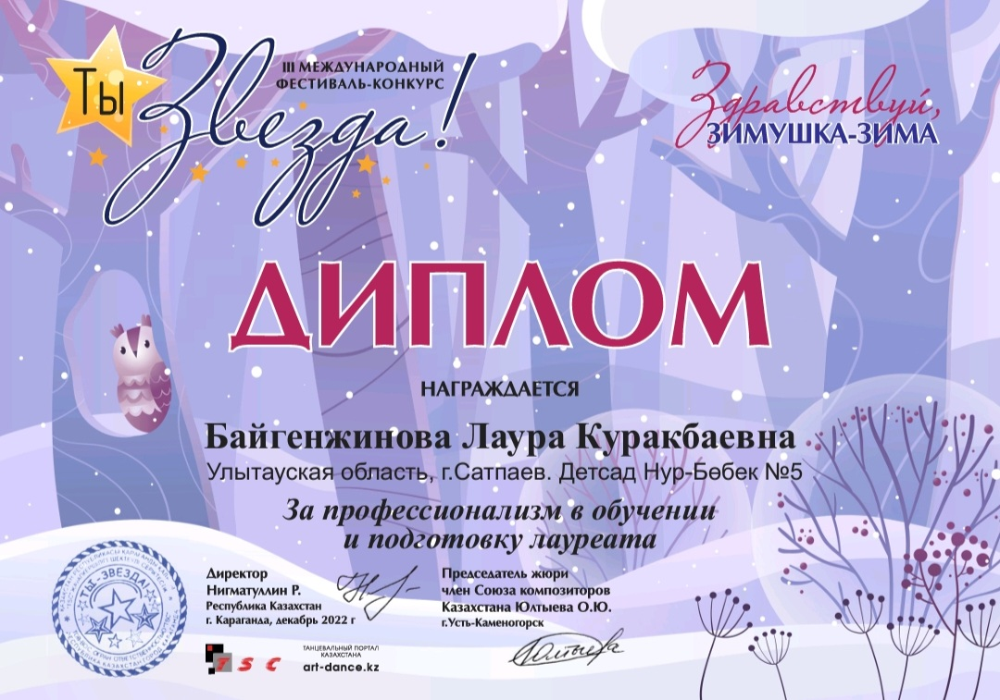 Ты
Звезда!
III МЕЖДУНАРОДНЫЙ
ФЕСТИВАЛЬ-КОНКУРС
Здравствуй,
ЗИМУШКА-ЗИМА
ДИПЛОМ
НАГРАЖДАЕТСЯ
Байгенжинова Лаура Куракбаевна
Улытауская область, г.Сатпаев. Детсад Нур-Бөбек №5
За профессионализм в обучении
и подготовку лауреата
Директор
Нигматуллин Р.
Республика Казахстан
г. Караганда, декабрь 2022 г
Председатель жюри
член Союза композиторов
Казахстана Юлтыева О.Ю.
г.Усть-Каменогорск
"ТЫ - ЗВЕЗДА!"
TSC
ТАНЦЕВАЛЬНЫЙ ПОРТАЛ
КАЗАХСТАНА
art-dance.kz